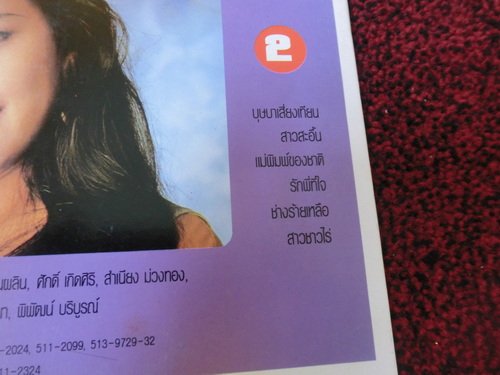 ๒
บุษบาเสี่ยงเทียน
สาวสะอื้น
แม่พิมพ์ของชาติ
รักพี่ที่ใจ
ช่างร้ายเหลือ
สาวชาวไร่
ศักดิ์ เกิดศิริ, สำเนียง ม่วงทอง,
พิพัฒน์ บริบูรณ์
-2024, 511-2099, 513-9729-32
11-2324